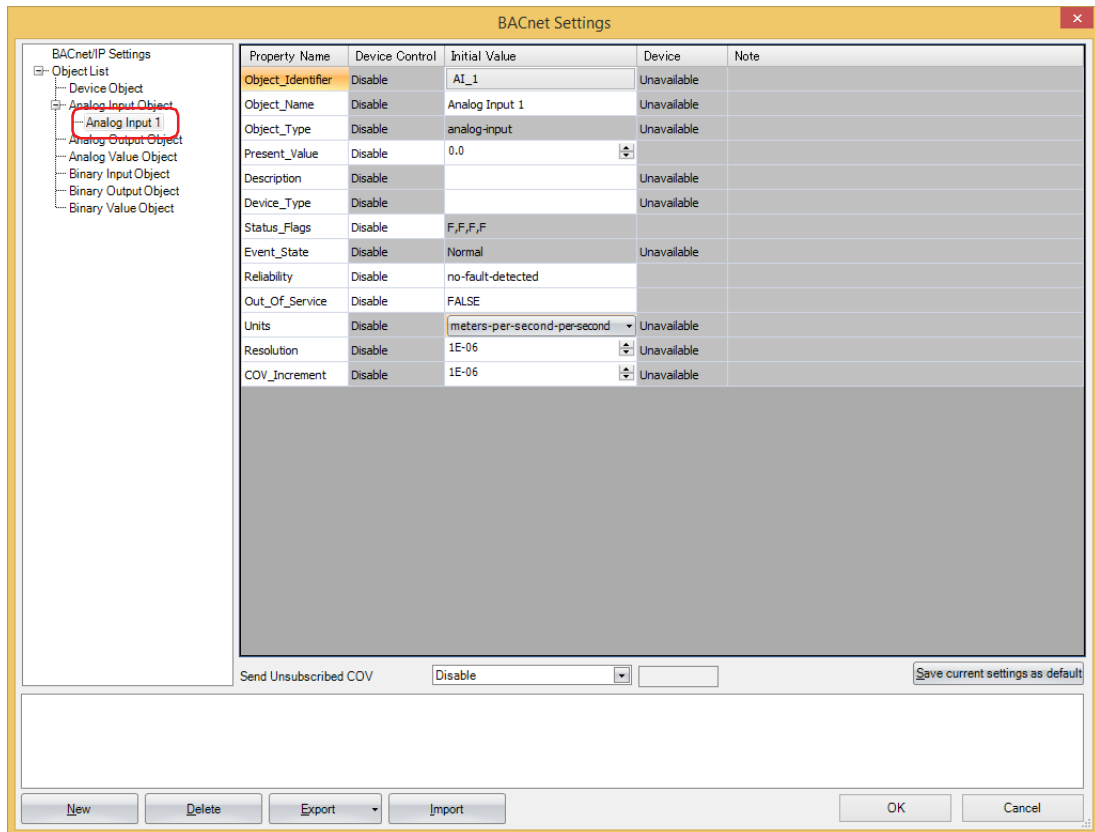 BACnet Settings
BACnet/IP Settings
Object List
Device Object
Analog Input Object
Analog Input 1
Analog Output Object
Analog Value Object
Binary Input Object
Binary Output Object
Binary Value Object
Property Name Device Control Initial Value Device Note
Object_Identifier Disable AI_1 Unavailable
Object_Name Disable Analog Input 1 Unavailable
Object_Type Disable analog-input Unavailable
Present_Value Disable 0.0
Description Disable Unavailable
Device_Type Disable Unavailable
Status_Flags Disable F,F,F,F
Event_State Disable Normal Unavailable
Reliability Disable no-fault-detected
Out_Of_Service Disable FALSE
Units Disable meters-per-second-per-second Unavailable
Resolution Disable 1E-06 Unavailable
COV_Increment Disable 1E-06 Unavailable
Send Unsubscribed COV Disable Save current settings as default
New Delete Export Import OK Cancel